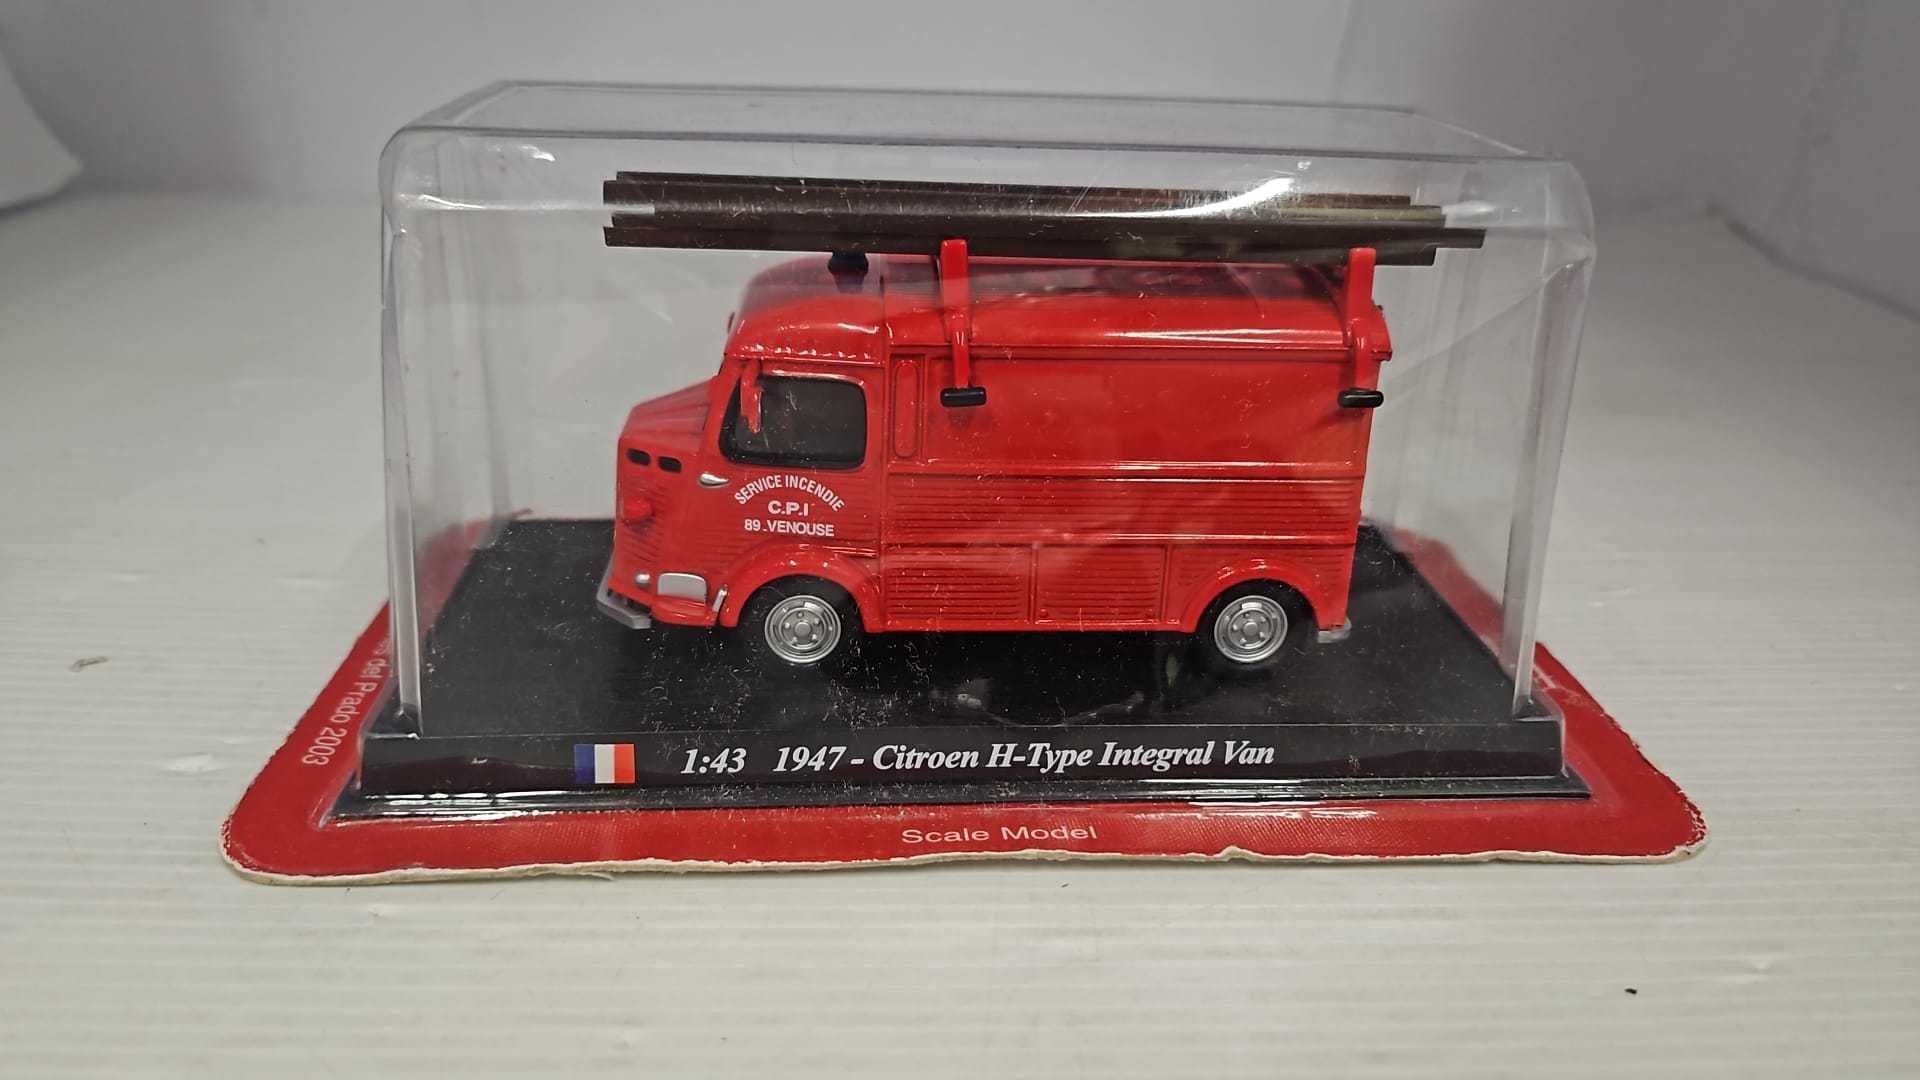 SERVICE INCENDIE
C.P.I
89.VENOUSE
1:43 1947 - Citroen H-Type Integral Van
Scale Model
del Prado 2003